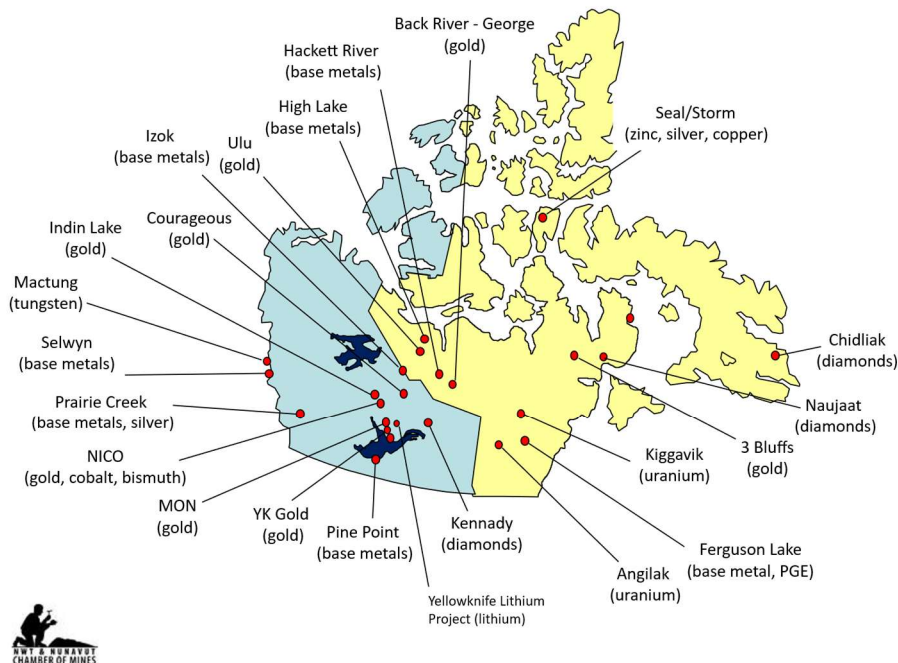 Back River - George
(gold)
Hackett River
(base metals)
High Lake
(base metals)
Ulu
(gold)
Izok
(base metals)
Courageous
(gold)
Indin Lake
(gold)
Mactung
(tungsten)
Selwyn
(base metals)
Prairie Creek
(base metals, silver)
NICO
(gold, cobalt, bismuth)
MON
(gold)
YK Gold
(gold)
Pine Point
(base metals)
Yellowknife Lithium
Project (lithium)
Kennady
(diamonds)
Angilak
(uranium)
Ferguson Lake
(base metal, PGE)
Kiggavik
(uranium)
3 Bluffs
(gold)
Naujaat
(diamonds)
Chidliak
(diamonds)
Seal/Storm
(zinc, silver, copper)
NWT & NUNAVUT
CHAMBER OF MINES